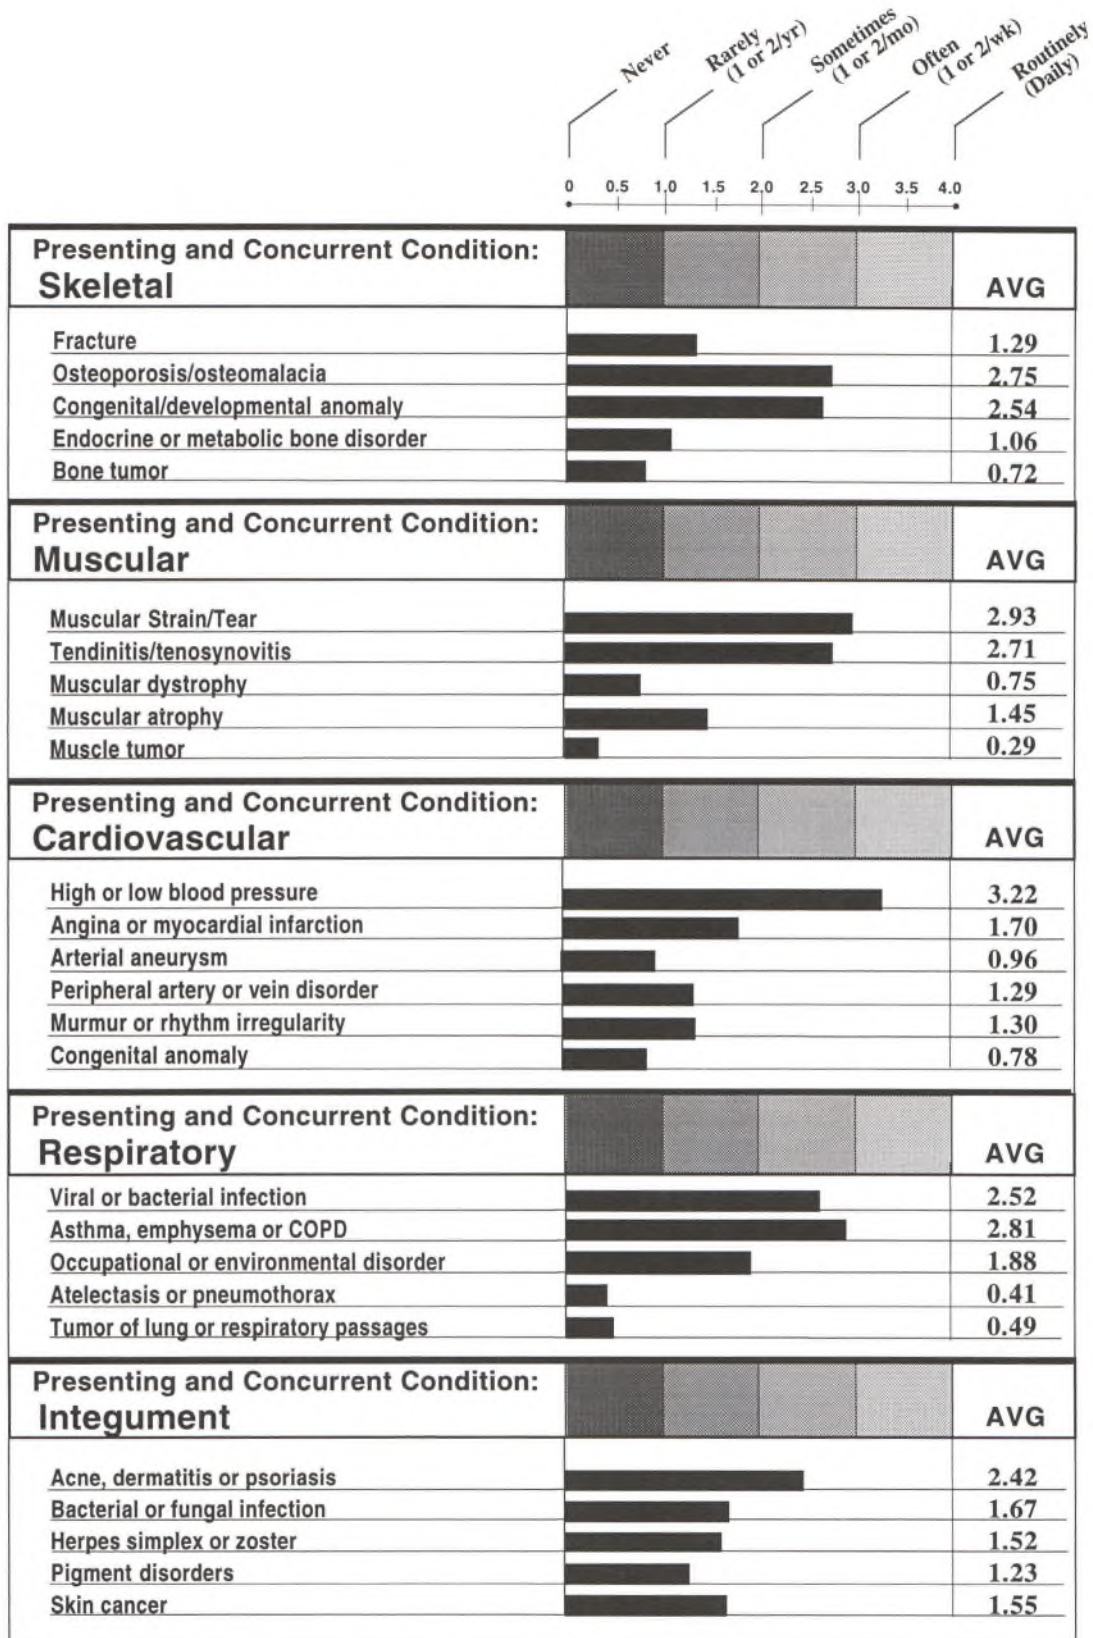 Never
Rarely
(1 or 2/yr)
Sometimes
(1 or 2/mo)
Often
(1 or 2/wk)
Routinely
(Daily)
0 0.5 1.0 1.5 2.0 2.5 3.0 3.5 4.0
Presenting and Concurrent Condition:
Skeletal AVG
Fracture 1.29
Osteoporosis/osteomalacia 2.75
Congenital/developmental anomaly 2.54
Endocrine or metabolic bone disorder 1.06
Bone tumor 0.72
Presenting and Concurrent Condition:
Muscular AVG
Muscular Strain/Tear 2.93
Tendinitis/tenosynovitis 2.71
Muscular dystrophy 0.75
Muscular atrophy 1.45
Muscle tumor 0.29
Presenting and Concurrent Condition:
Cardiovascular AVG
High or low blood pressure 3.22
Angina or myocardial infarction 1.70
Arterial aneurysm 0.96
Peripheral artery or vein disorder 1.29
Murmur or rhythm irregularity 1.30
Congenital anomaly 0.78
Presenting and Concurrent Condition:
Respiratory AVG
Viral or bacterial infection 2.52
Asthma, emphysema or COPD 2.81
Occupational or environmental disorder 1.88
Atelectasis or pneumothorax 0.41
Tumor of lung or respiratory passages 0.49
Presenting and Concurrent Condition:
Integument AVG
Acne, dermatitis or psoriasis 2.42
Bacterial or fungal infection 1.67
Herpes simplex or zoster 1.52
Pigment disorders 1.23
Skin cancer 1.55